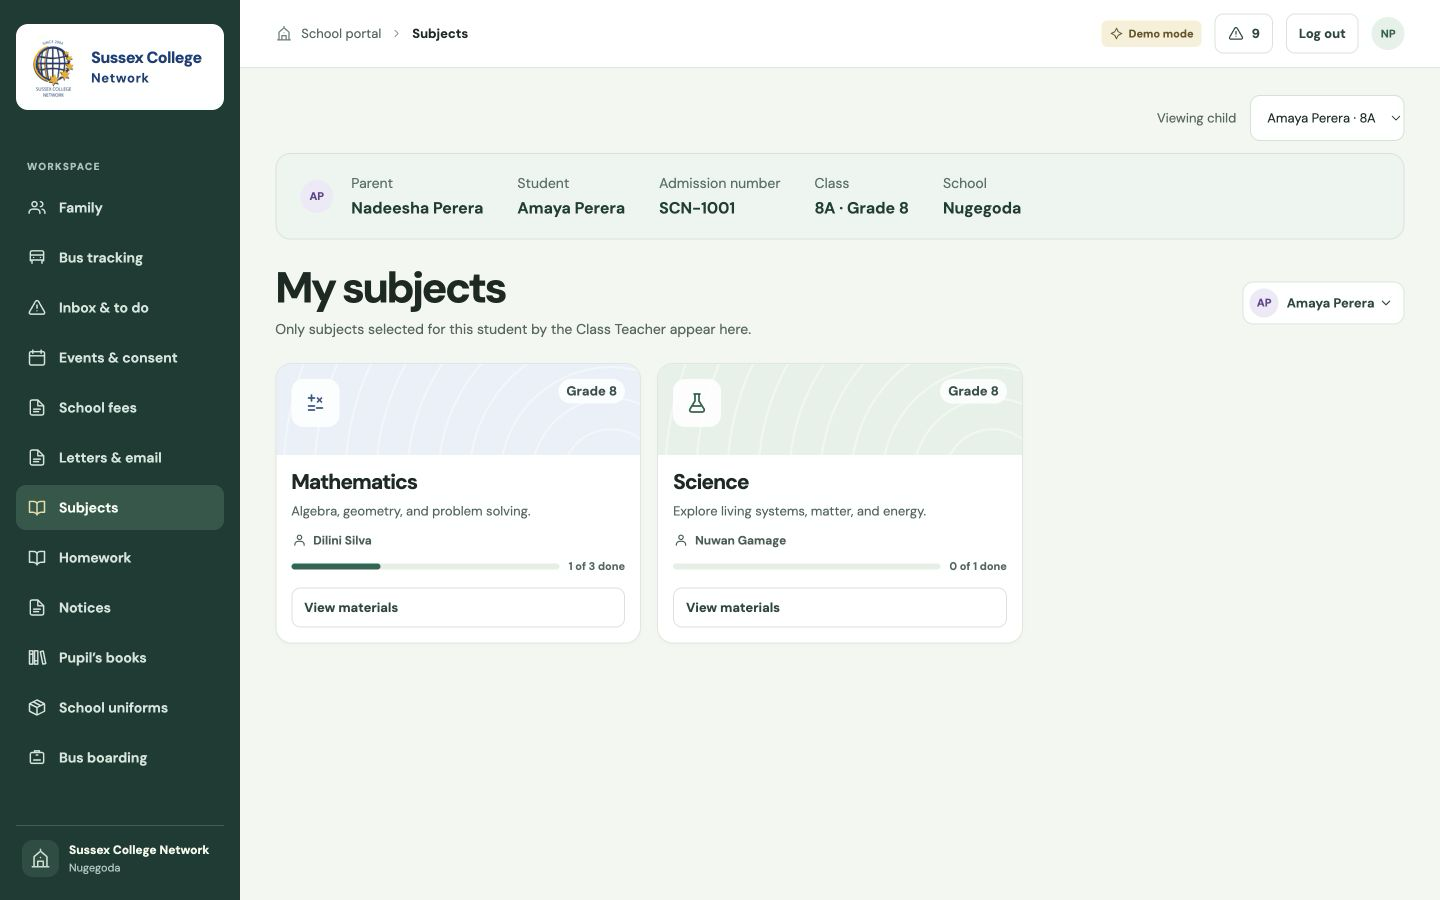 SINCE 2004
SUSSEX COLLEGE
NETWORK
Sussex College
Network
WORKSPACE
Family
Bus tracking
Inbox & to do
Events & consent
School fees
Letters & email
Subjects
Homework
Notices
Pupil's books
School uniforms
Bus boarding
Sussex College Network
Nugegoda
School portal > Subjects
Demo mode
9
Log out
NP
Viewing child
Amaya Perera · 8A
AP
Parent
Nadeesha Perera
Student
Amaya Perera
Admission number
SCN-1001
Class
8A · Grade 8
School
Nugegoda
My subjects
Only subjects selected for this student by the Class Teacher appear here.
AP Amaya Perera
Grade 8
Mathematics
Algebra, geometry, and problem solving.
Dilini Silva
1 of 3 done
View materials
Grade 8
Science
Explore living systems, matter, and energy.
Nuwan Gamage
0 of 1 done
View materials